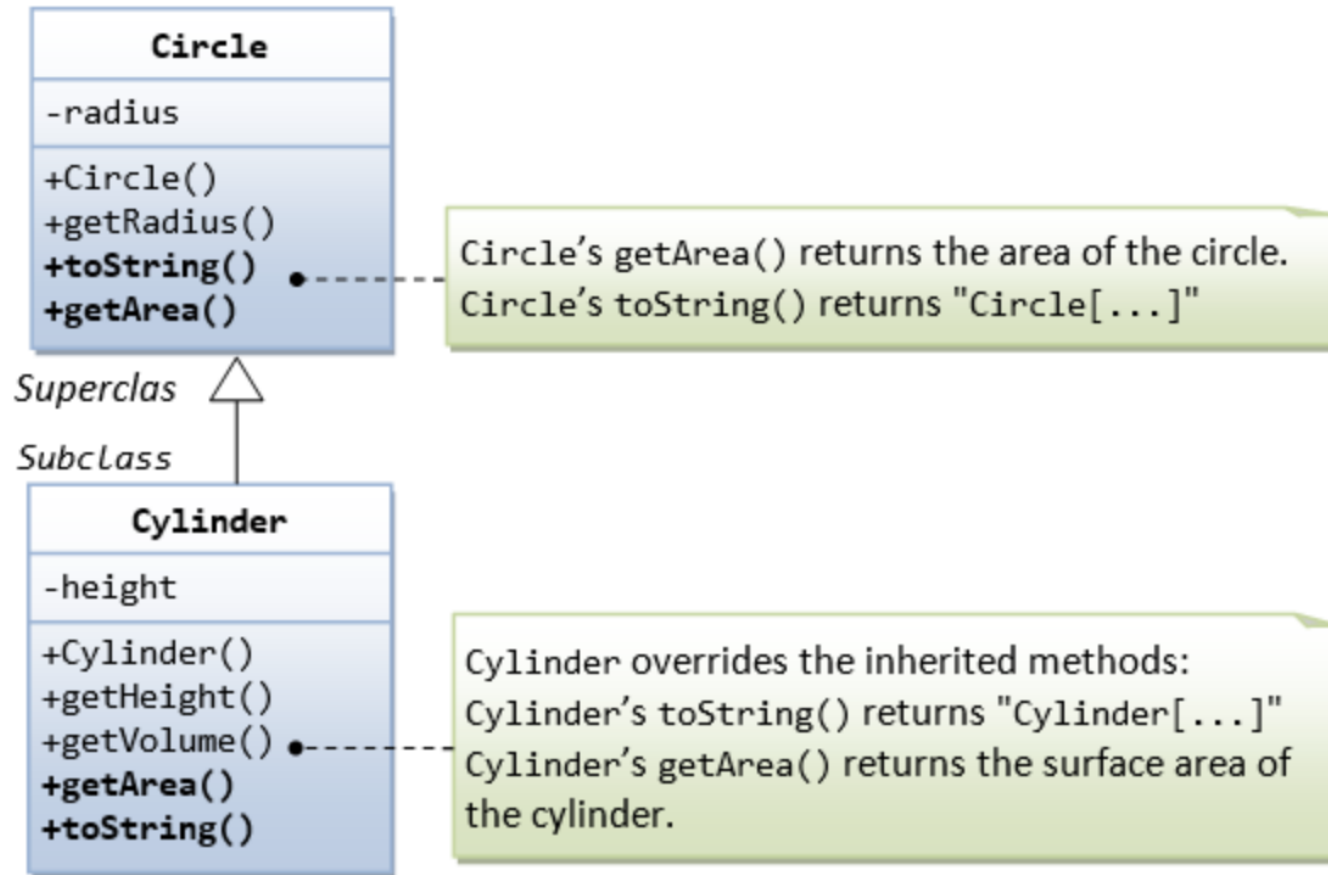 Circle
-radius
+Circle()
+getRadius()
+toString()
+getArea()
Circle’s getArea() returns the area of the circle.
Circle’s toString() returns "Circle[...]"
Superclas
Subclass
Cylinder
-height
+Cylinder()
+getHeight()
+getVolume()
+getArea()
+toString()
Cylinder overrides the inherited methods:
Cylinder’s toString() returns "Cylinder[...]"
Cylinder’s getArea() returns the surface area of
the cylinder.